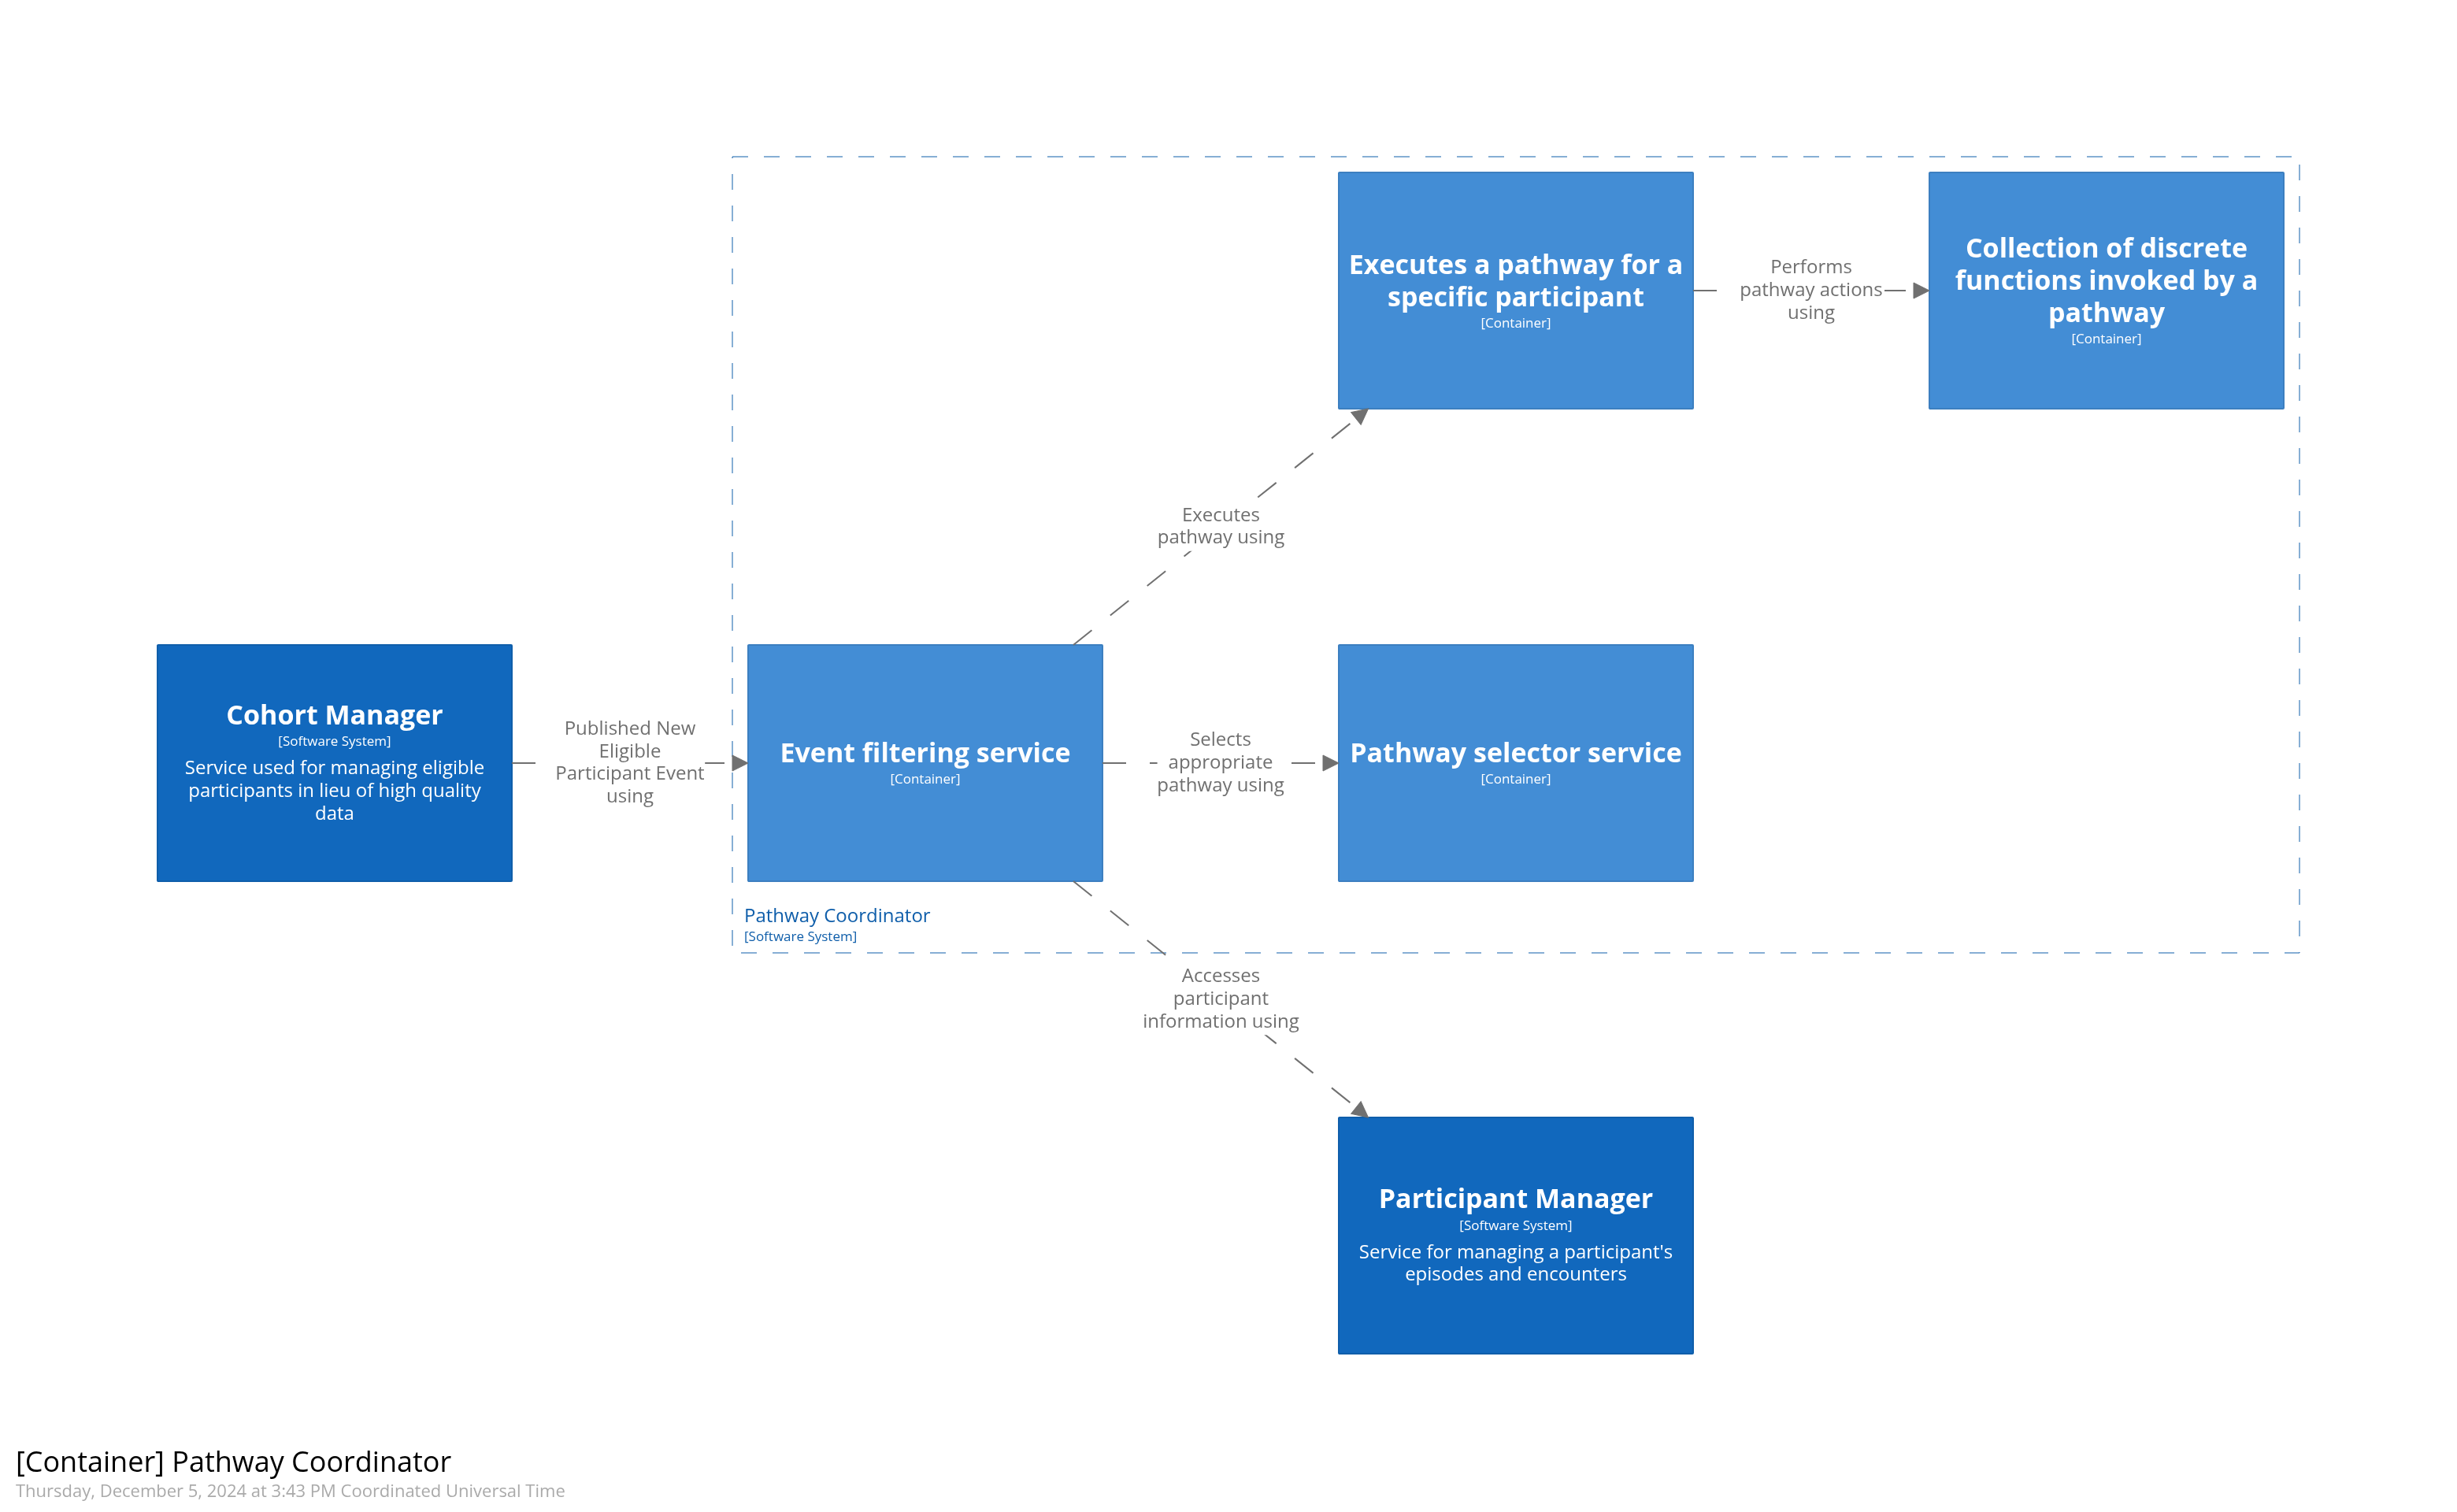 Executes a pathway for a
specific participant
[Container]
Performs
pathway actions
using
Collection of discrete
functions invoked by a
pathway
[Container]
Executes
pathway using
Cohort Manager
[Software System]
Service used for managing eligible
participants in lieu of high quality
data
Published New
Eligible
Participant Event
using
Event filtering service
[Container]
Selects
appropriate
pathway using
Pathway selector service
[Container]
Pathway Coordinator
[Software System]
Accesses
participant
information using
Participant Manager
[Software System]
Service for managing a participant's
episodes and encounters
[Container] Pathway Coordinator
Thursday, December 5, 2024 at 3:43 PM Coordinated Universal Time